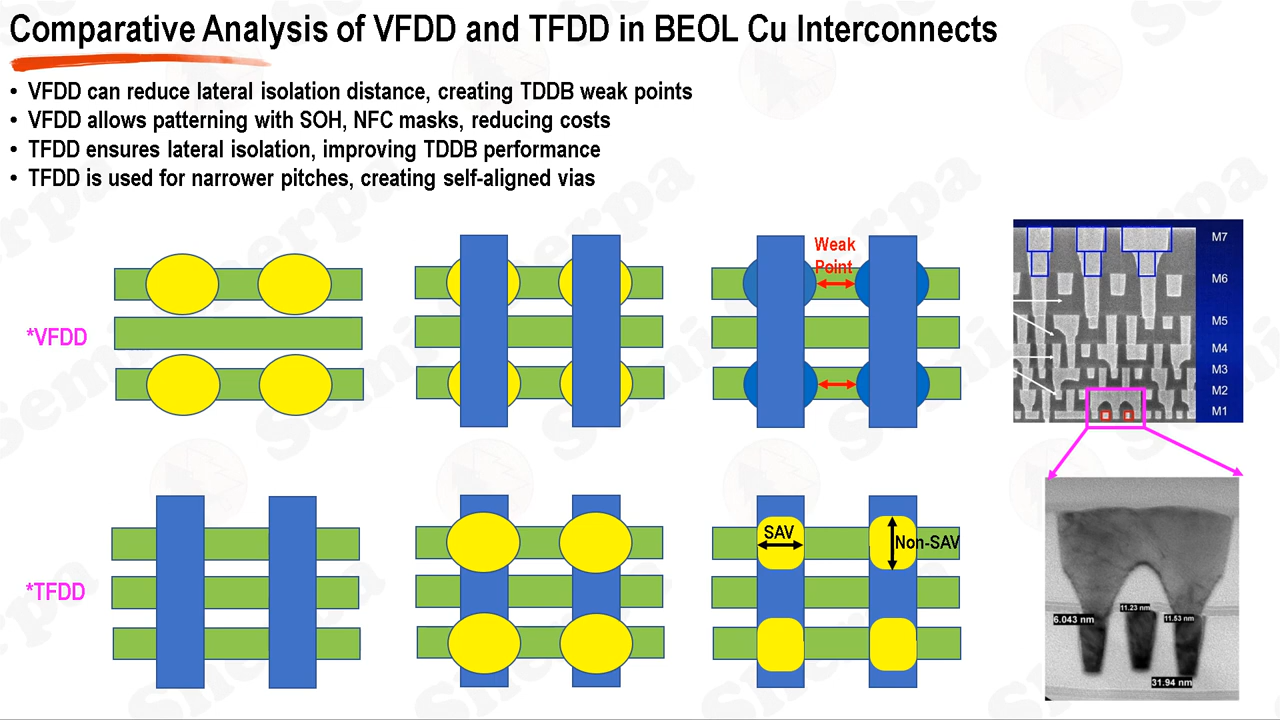 Comparative Analysis of VFDD and TFDD in BEOL Cu Interconnects
• VFDD can reduce lateral isolation distance, creating TDDB weak points
• VFDD allows patterning with SOH, NFC masks, reducing costs
• TFDD ensures lateral isolation, improving TDDB performance
• TFDD is used for narrower pitches, creating self-aligned vias
*VFDD
Weak
Point
M7
M6
M5
M4
M3
M2
M1
*TFDD
SAV
Non-SAV
6.043 nm
11.23 nm
11.53 nm
31.94 nm
Semi Sherpa